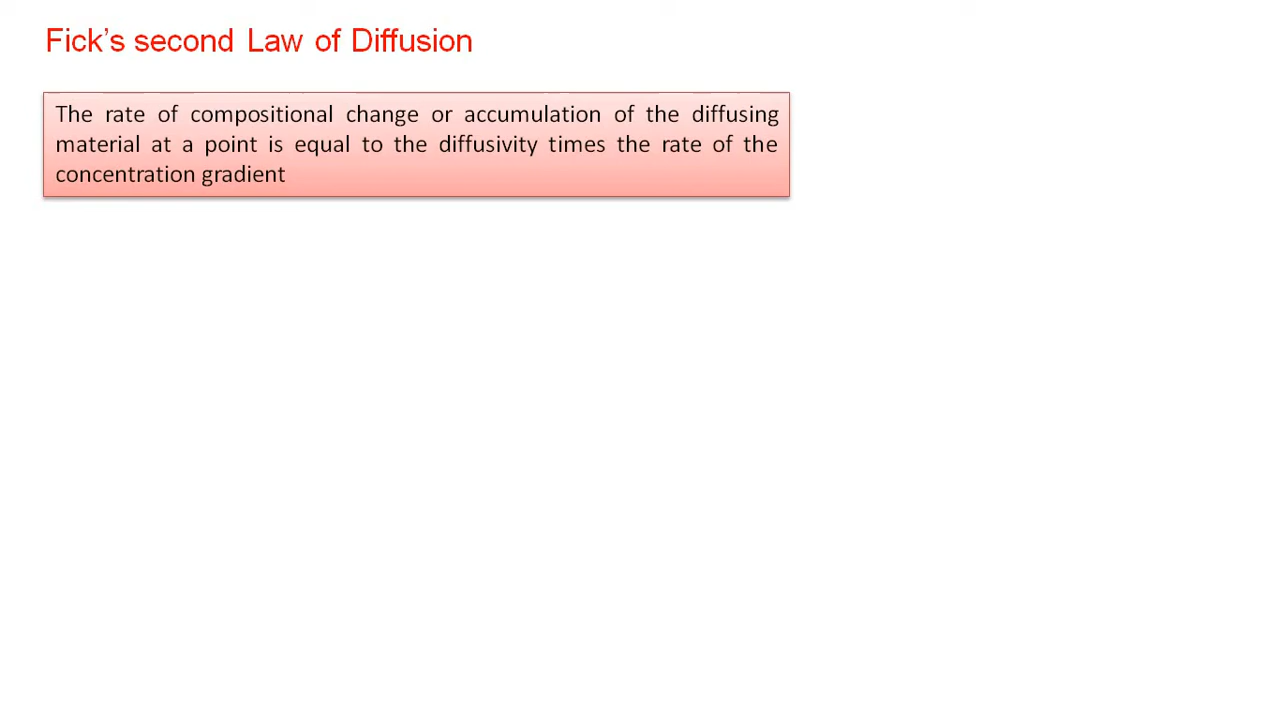 Fick's second Law of Diffusion
The rate of compositional change or accumulation of the diffusing
material at a point is equal to the diffusivity times the rate of the
concentration gradient